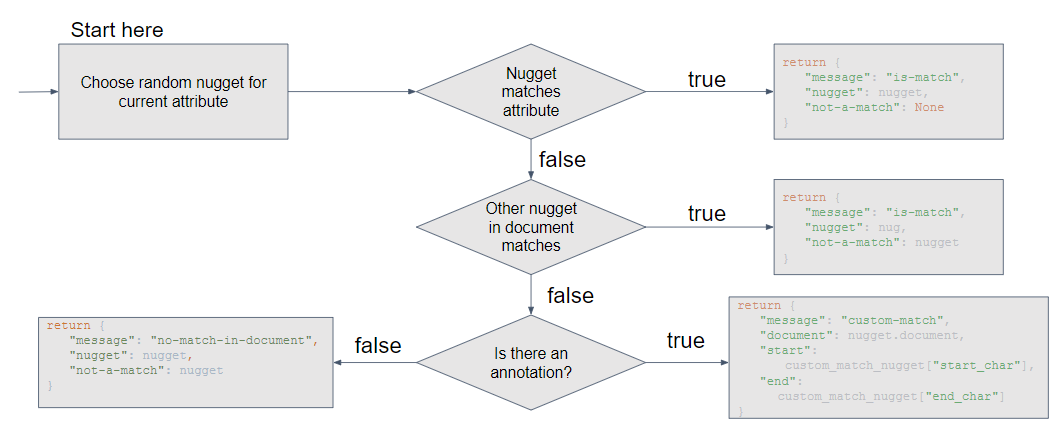 Start here
Choose random nugget for
current attribute
Nugget
matches
attribute
true
return {
"message": "is-match",
"nugget": nugget,
"not-a-match": None
}
false
Other nugget
in document
matches
true
return {
"message": "is-match",
"nugget": nug,
"not-a-match": nugget
}
false
Is there an
annotation?
false
return {
"message": "no-match-in-document",
"nugget": nugget,
"not-a-match": nugget
}
true
return {
"message": "custom-match",
"document": nugget.document,
"start":
custom_match_nugget["start_char"],
"end":
custom_match_nugget["end_char"]
}